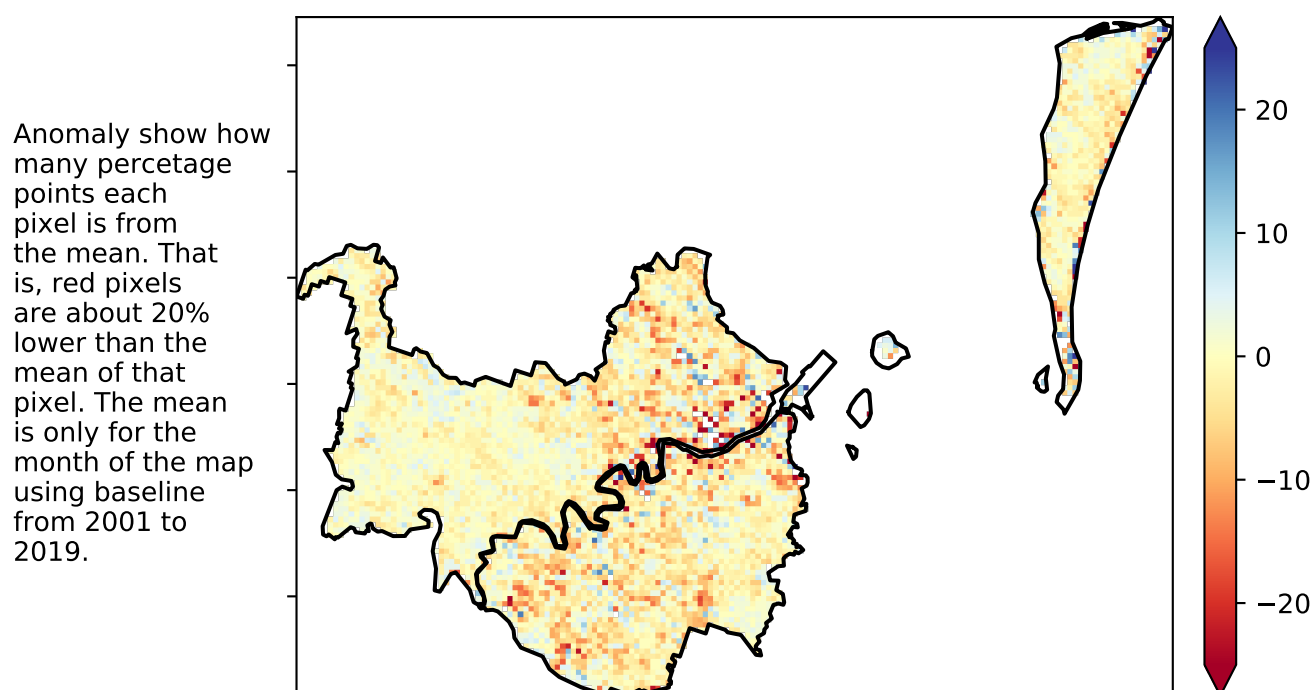 Anomaly show how
many percetage
points each
pixel is from
the mean. That
is, red pixels
are about 20%
lower than the
mean of that
pixel. The mean
is only for the
month of the map
using baseline
from 2001 to
2019.
20
10
0
−10
−20